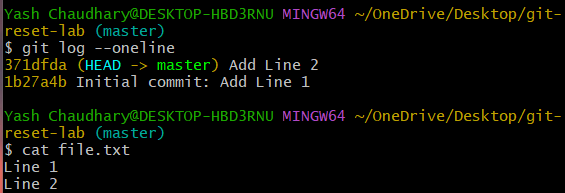 Yash Chaudhary@DESKTOP-HBD3RNU MINGW64 ~/OneDrive/Desktop/git-
reset-lab (master)
$ git log --oneline
371dfda (HEAD -> master) Add Line 2
1b27a4b Initial commit: Add Line 1
Yash Chaudhary@DESKTOP-HBD3RNU MINGW64 ~/OneDrive/Desktop/git-
reset-lab (master)
$ cat file.txt
Line 1
Line 2